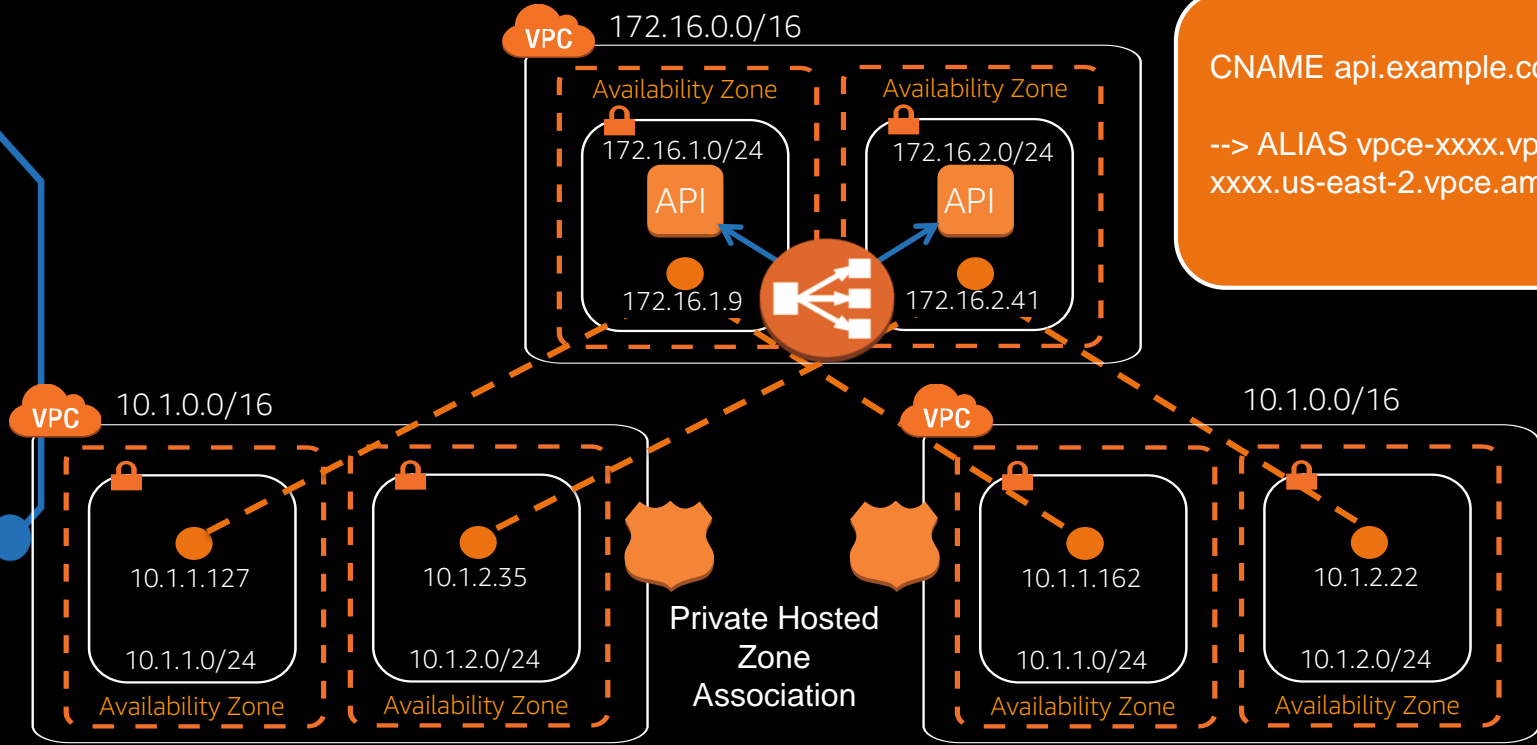 VPC
172.16.0.0/16
CNAME api.example.co
--> ALIAS vpce-xxxx.vp
xxxx.us-east-2.vpce.am
Availability Zone
Availability Zone
172.16.1.0/24
172.16.2.0/24
API
API
172.16.1.9
172.16.2.41
VPC
10.1.0.0/16
VPC
10.1.0.0/16
10.1.1.127
10.1.2.35
10.1.1.162
10.1.2.22
Private Hosted
Zone
Association
10.1.1.0/24
10.1.2.0/24
10.1.1.0/24
10.1.2.0/24
Availability Zone
Availability Zone
Availability Zone
Availability Zone